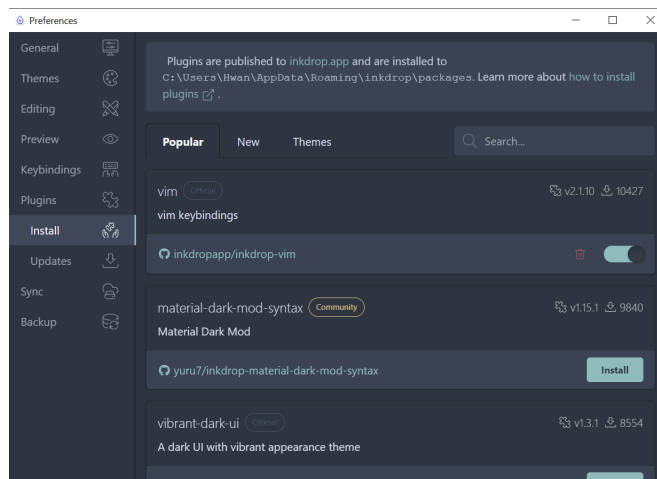 Preferences
General
Themes
Editing
Preview
Keybindings
Plugins
Install
Updates
Sync
Backup
Plugins are published to inkdrop.app and are installed to
C:\Users\Hwan\AppData\Roaming\inkdrop\packages. Learn more about how to install
plugins .
Popular New Themes Search...
vim Official v2.1.10 10427
vim keybindings
inkdropapp/inkdrop-vim
material-dark-mod-syntax Community v1.15.1 9840
Material Dark Mod
yuru7/inkdrop-material-dark-mod-syntax Install
vibrant-dark-ui Official v1.3.1 8554
A dark UI with vibrant appearance theme